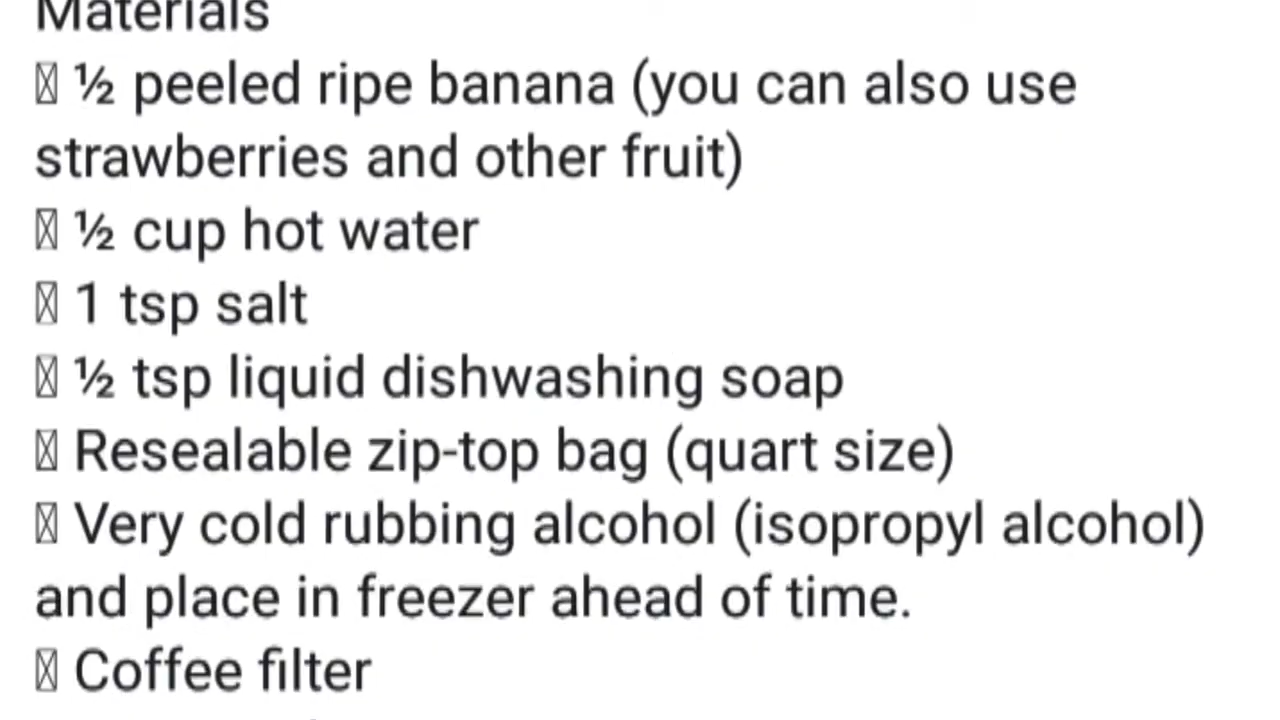 Materials
 ½ peeled ripe banana (you can also use
strawberries and other fruit)
 ½ cup hot water
 1 tsp salt
 ½ tsp liquid dishwashing soap
 Resealable zip-top bag (quart size)
 Very cold rubbing alcohol (isopropyl alcohol)
and place in freezer ahead of time.
 Coffee filter